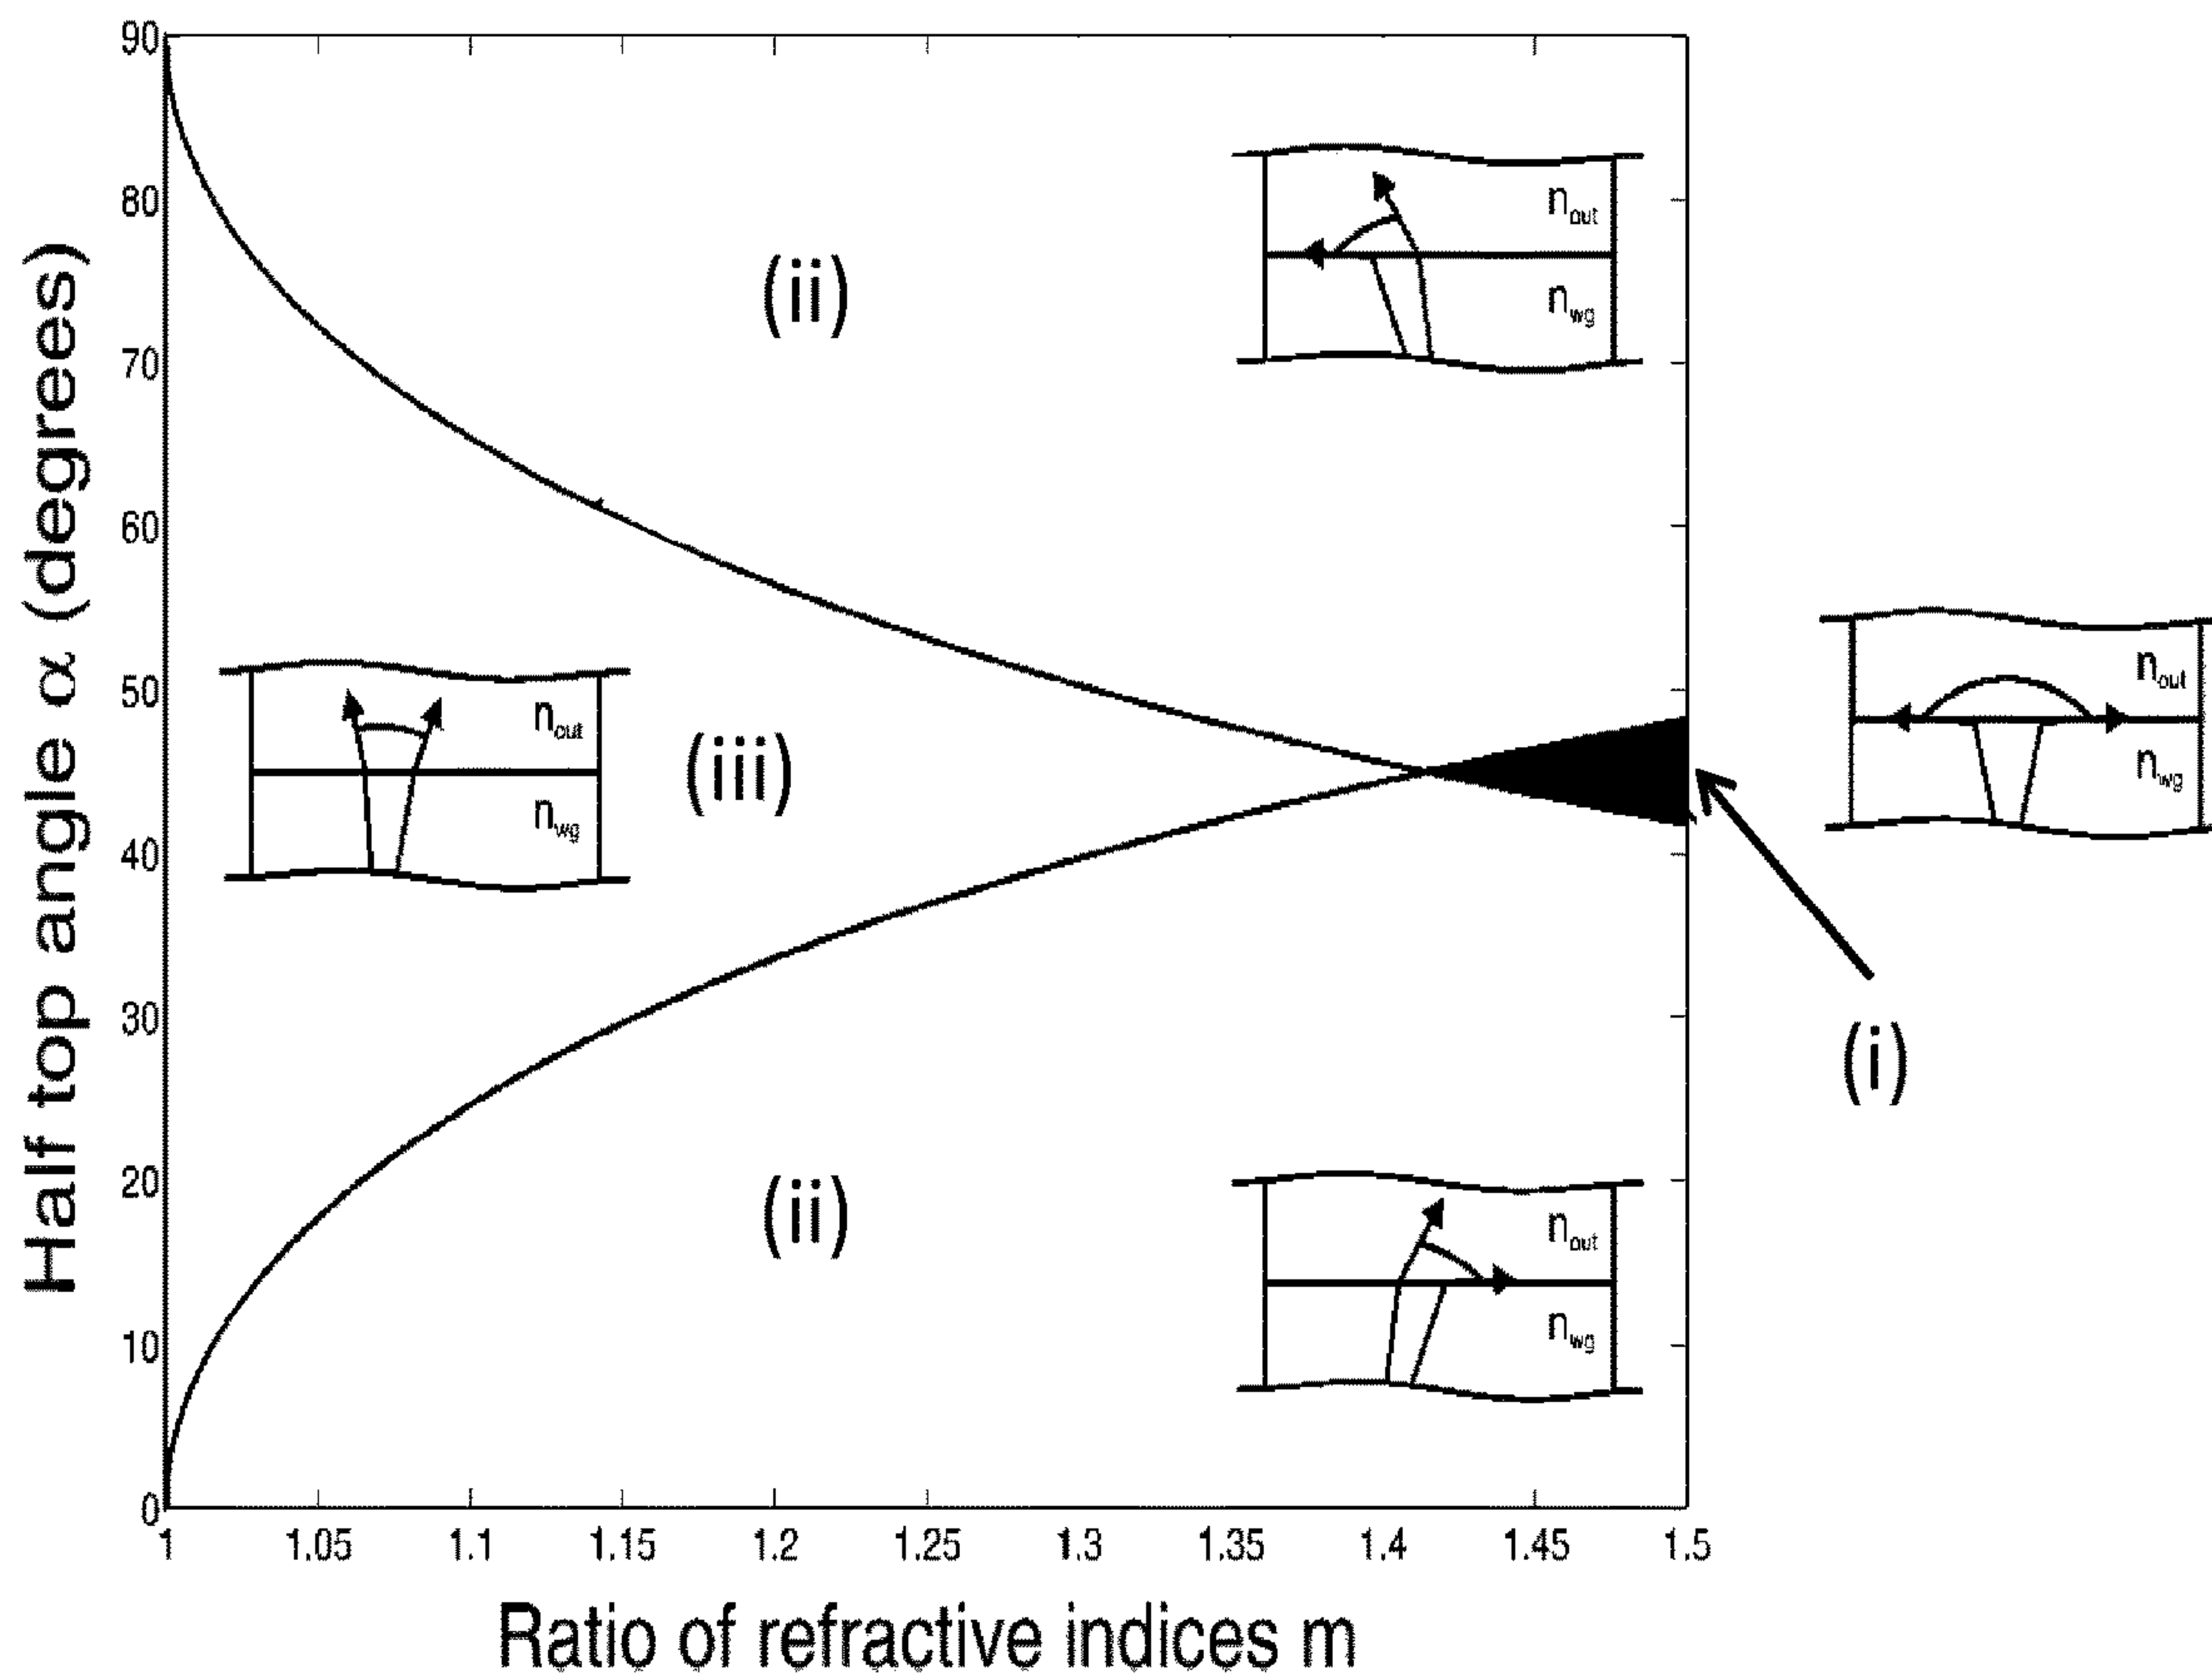 Half top angle α (degrees)
90
80
70
60
50
40
30
20
10
0
(ii)
n_out
n_wg
n_out
n_wg
(iii)
n_out
n_wg
(i)
(ii)
n_out
n_wg
1
1.05
1.1
1.15
1.2
1.25
1.3
1.35
1.4
1.45
1.5
Ratio of refractive indices m